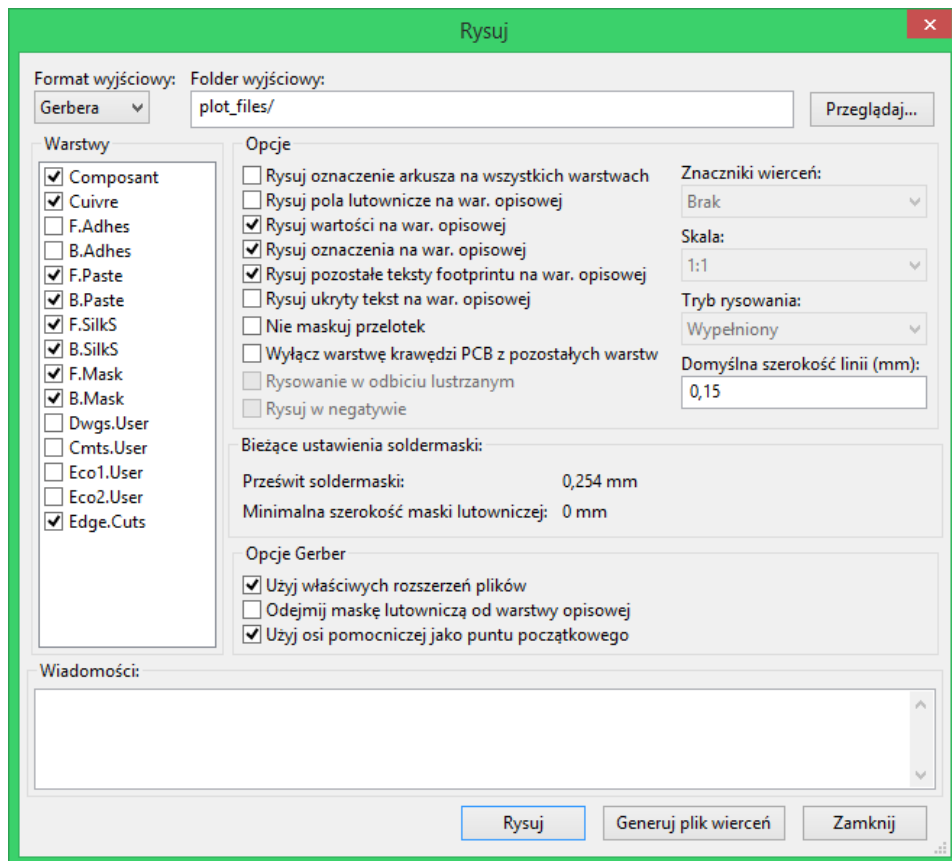 Rysuj
Format wyjściowy:
Gerbera
Folder wyjściowy:
plot_files/
Przeglądaj...
Warstwy
Composant
Cuivre
F.Adhes
B.Adhes
F.Paste
B.Paste
F.SilkS
B.SilkS
F.Mask
B.Mask
Dwgs.User
Cmts.User
Eco1.User
Eco2.User
Edge.Cuts
Opcje
Rysuj oznaczenie arkusza na wszystkich warstwach
Rysuj pola lutownicze na war. opisowej
Rysuj wartości na war. opisowej
Rysuj oznaczenia na war. opisowej
Rysuj pozostałe teksty footprintu na war. opisowej
Rysuj ukryty tekst na war. opisowej
Nie maskuj przelotek
Wyłącz warstwę krawędzi PCB z pozostałych warstw
Rysowanie w odbiciu lustrzanym
Rysuj w negatywie
Znaczniki wierceń:
Brak
Skala:
1:1
Tryb rysowania:
Wypełniony
Domyślna szerokość linii (mm):
0,15
Bieżące ustawienia soldermaski:
Prześwit soldermaski: 0,254 mm
Minimalna szerokość maski lutowniczej: 0 mm
Opcje Gerber
Użyj właściwych rozszerzeń plików
Odejmij maskę lutowniczą od warstwy opisowej
Użyj osi pomocniczej jako puntu początkowego
Wiadomości:
Rysuj
Generuj plik wierceń
Zamknij